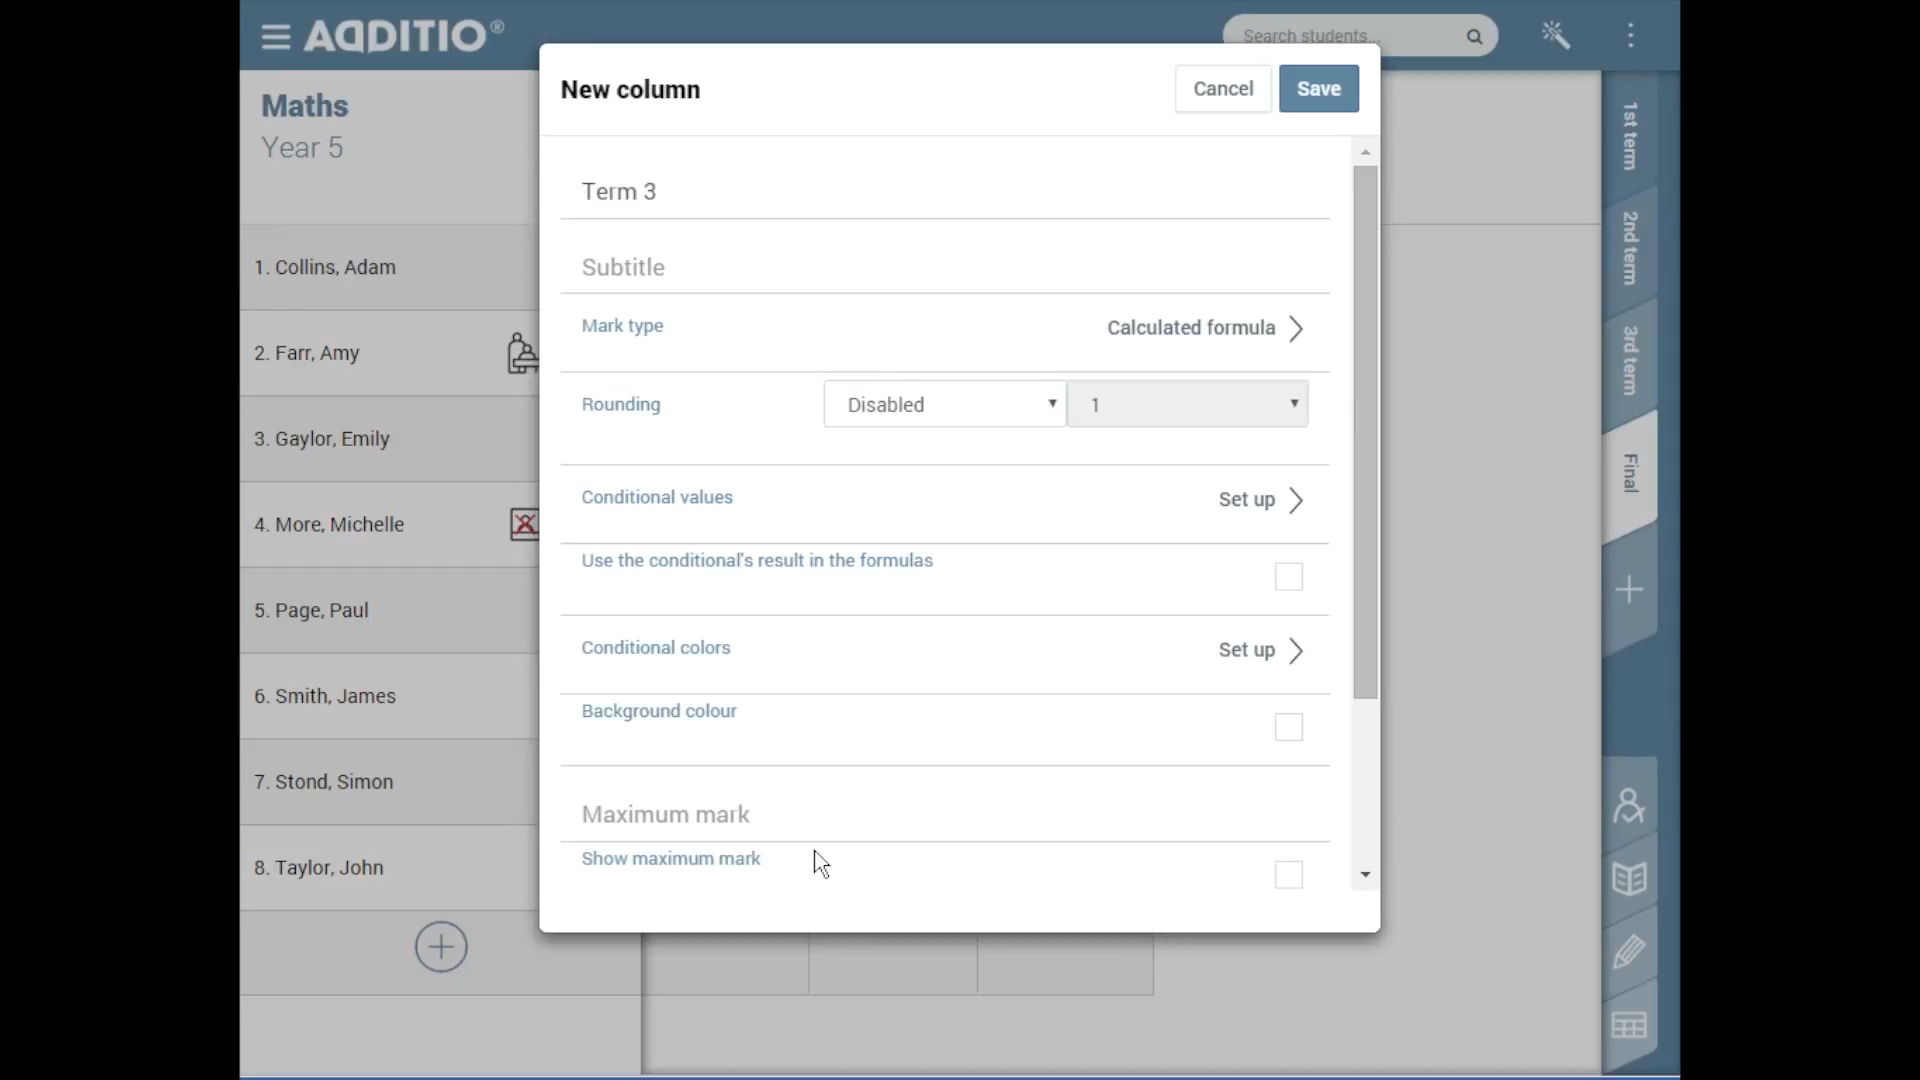 ADDITIO®
Search students...
Maths
Year 5
1. Collins, Adam
2. Farr, Amy
3. Gaylor, Emily
4. More, Michelle
5. Page, Paul
6. Smith, James
7. Stond, Simon
8. Taylor, John
New column
Cancel
Save
Term 3
Subtitle
Mark type
Calculated formula
Rounding
Disabled
1
Conditional values
Set up
Use the conditional's result in the formulas
Conditional colors
Set up
Background colour
Maximum mark
Show maximum mark
1st term
2nd term
3rd term
Final